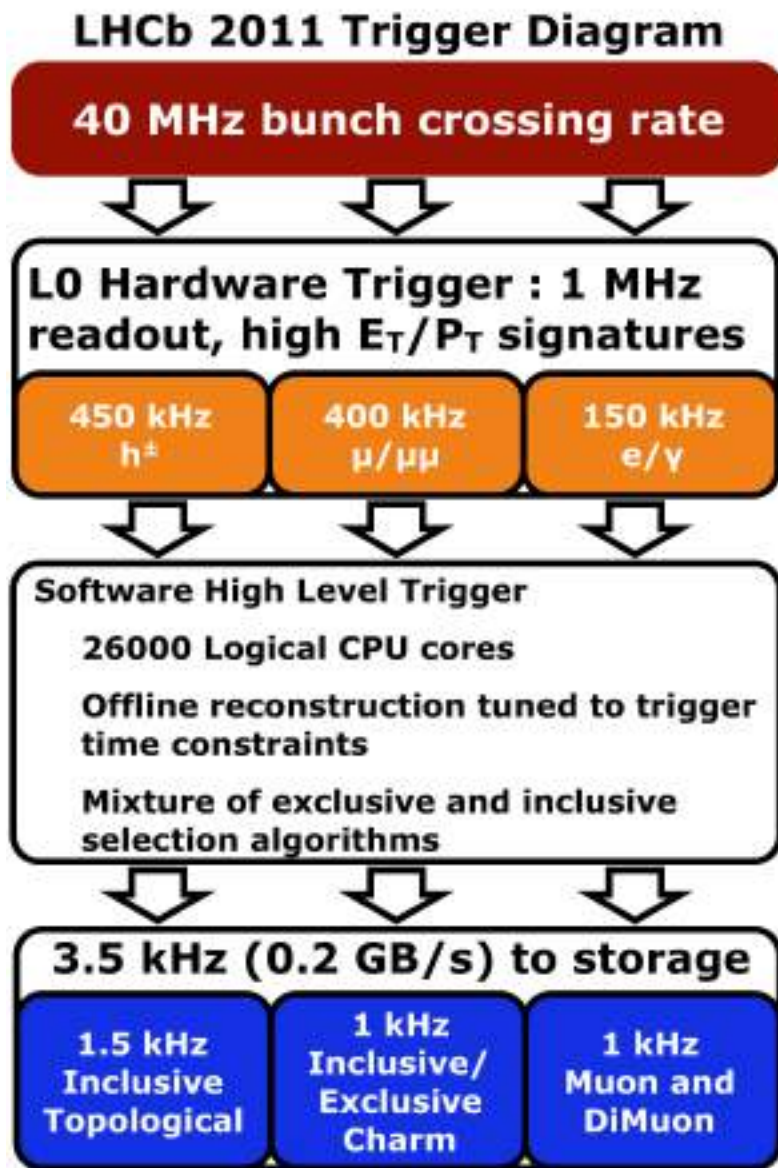 LHCb 2011 Trigger Diagram
40 MHz bunch crossing rate
L0 Hardware Trigger : 1 MHz
readout, high E_T/P_T signatures
450 kHz
h±
400 kHz
μ/μμ
150 kHz
e/γ
Software High Level Trigger
26000 Logical CPU cores
Offline reconstruction tuned to trigger
time constraints
Mixture of exclusive and inclusive
selection algorithms
3.5 kHz (0.2 GB/s) to storage
1.5 kHz
Inclusive
Topological
1 kHz
Inclusive/
Exclusive
Charm
1 kHz
Muon and
DiMuon